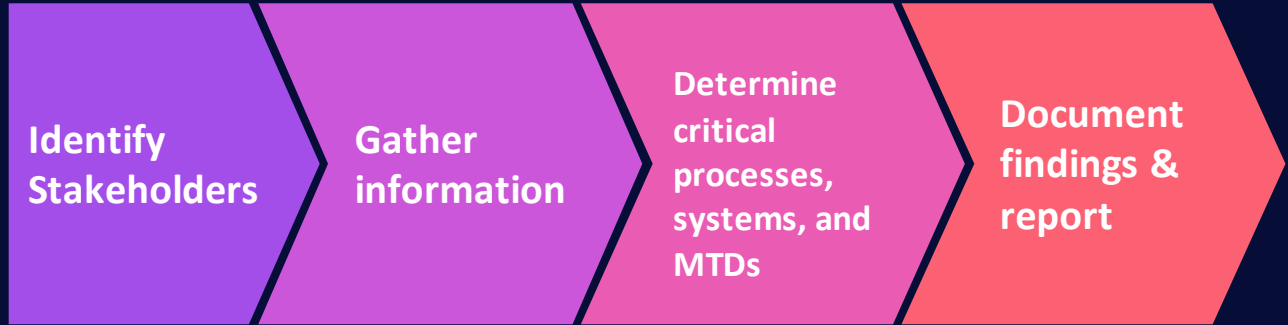 Identify
Stakeholders
Gather
information
Determine
critical
processes,
systems, and
MTDs
Document
findings &
report